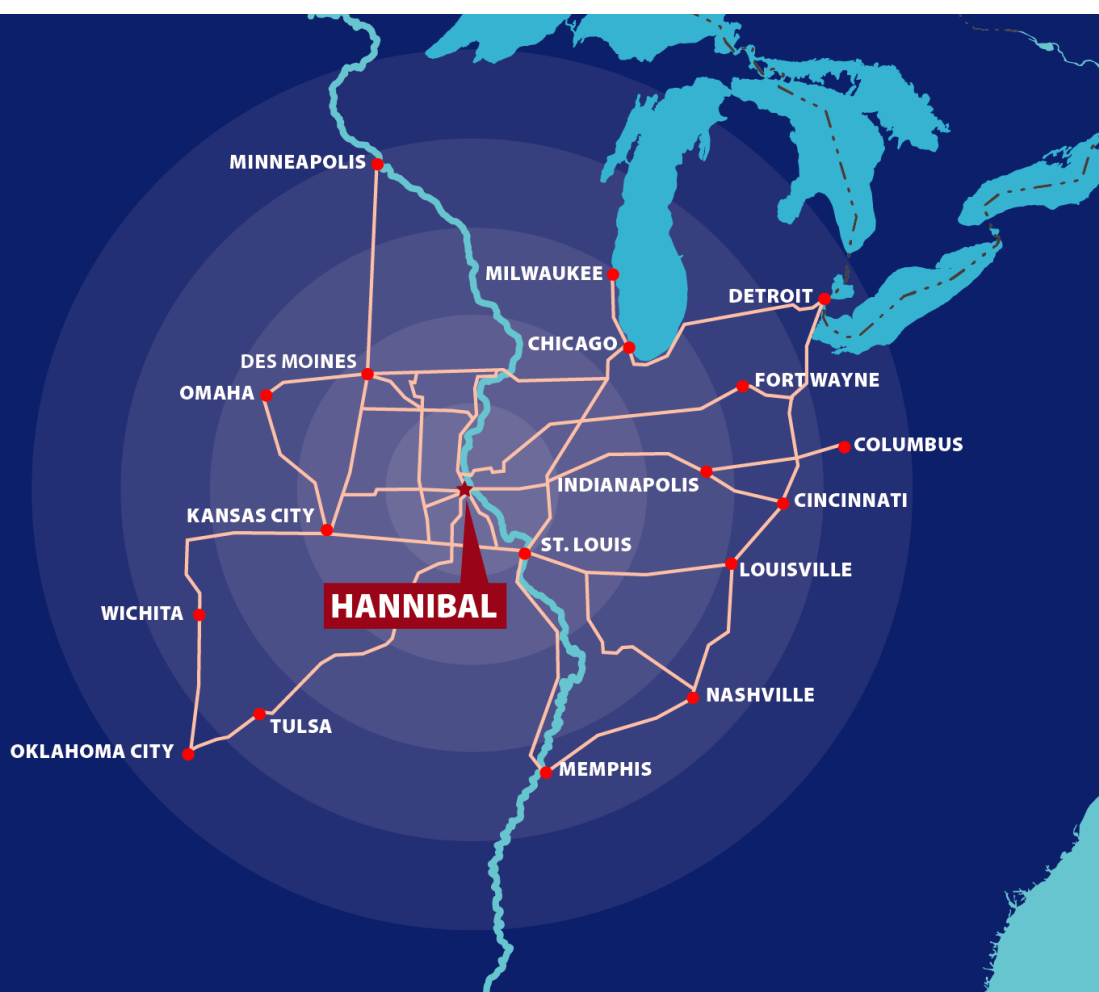 MINNEAPOLIS
MILWAUKEE
DETROIT
CHICAGO
DES MOINES
FORT WAYNE
OMAHA
COLUMBUS
INDIANAPOLIS
CINCINNATI
KANSAS CITY
ST. LOUIS
LOUISVILLE
HANNIBAL
WICHITA
NASHVILLE
TULSA
OKLAHOMA CITY
MEMPHIS